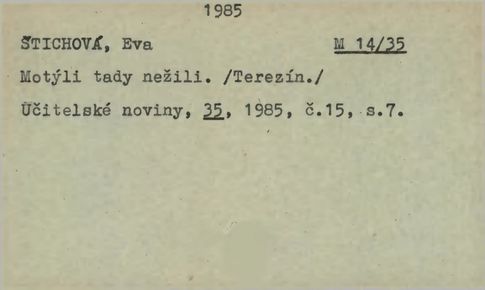 1985
ŠTICHOVÁ, Eva M 14/35
Motýli tady nežili. /Terezín./
Učitelské noviny, 35, 1985, č.15, s.7.